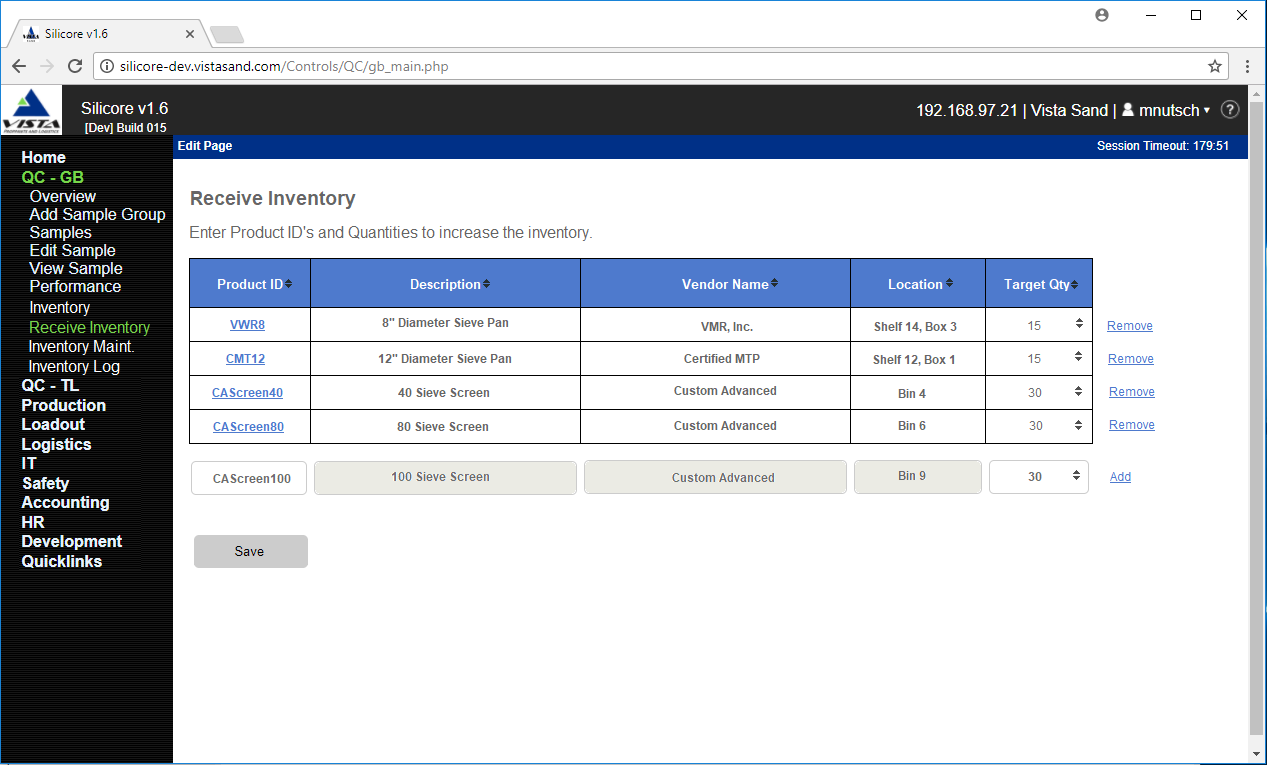 Silicore v1.6
silicore-dev.vistasand.com/Controls/QC/gb_main.php
VISTA
PROPPANTS AND LOGISTICS
Silicore v1.6
[Dev] Build 015
192.168.97.21 | Vista Sand | mnutsch ?
Edit Page
Session Timeout: 179:51
Home
QC - GB
Overview
Add Sample Group
Samples
Edit Sample
View Sample
Performance
Inventory
Receive Inventory
Inventory Maint.
Inventory Log
QC - TL
Production
Loadout
Logistics
IT
Safety
Accounting
HR
Development
Quicklinks
Receive Inventory
Enter Product ID's and Quantities to increase the inventory.
Product ID Description Vendor Name Location Target Qty
VWR8 8" Diameter Sieve Pan VMR, Inc. Shelf 14, Box 3 15 Remove
CMT12 12" Diameter Sieve Pan Certified MTP Shelf 12, Box 1 15 Remove
CAScreen40 40 Sieve Screen Custom Advanced Bin 4 30 Remove
CAScreen80 80 Sieve Screen Custom Advanced Bin 6 30 Remove
CAScreen100 100 Sieve Screen Custom Advanced Bin 9 30 Add
Save